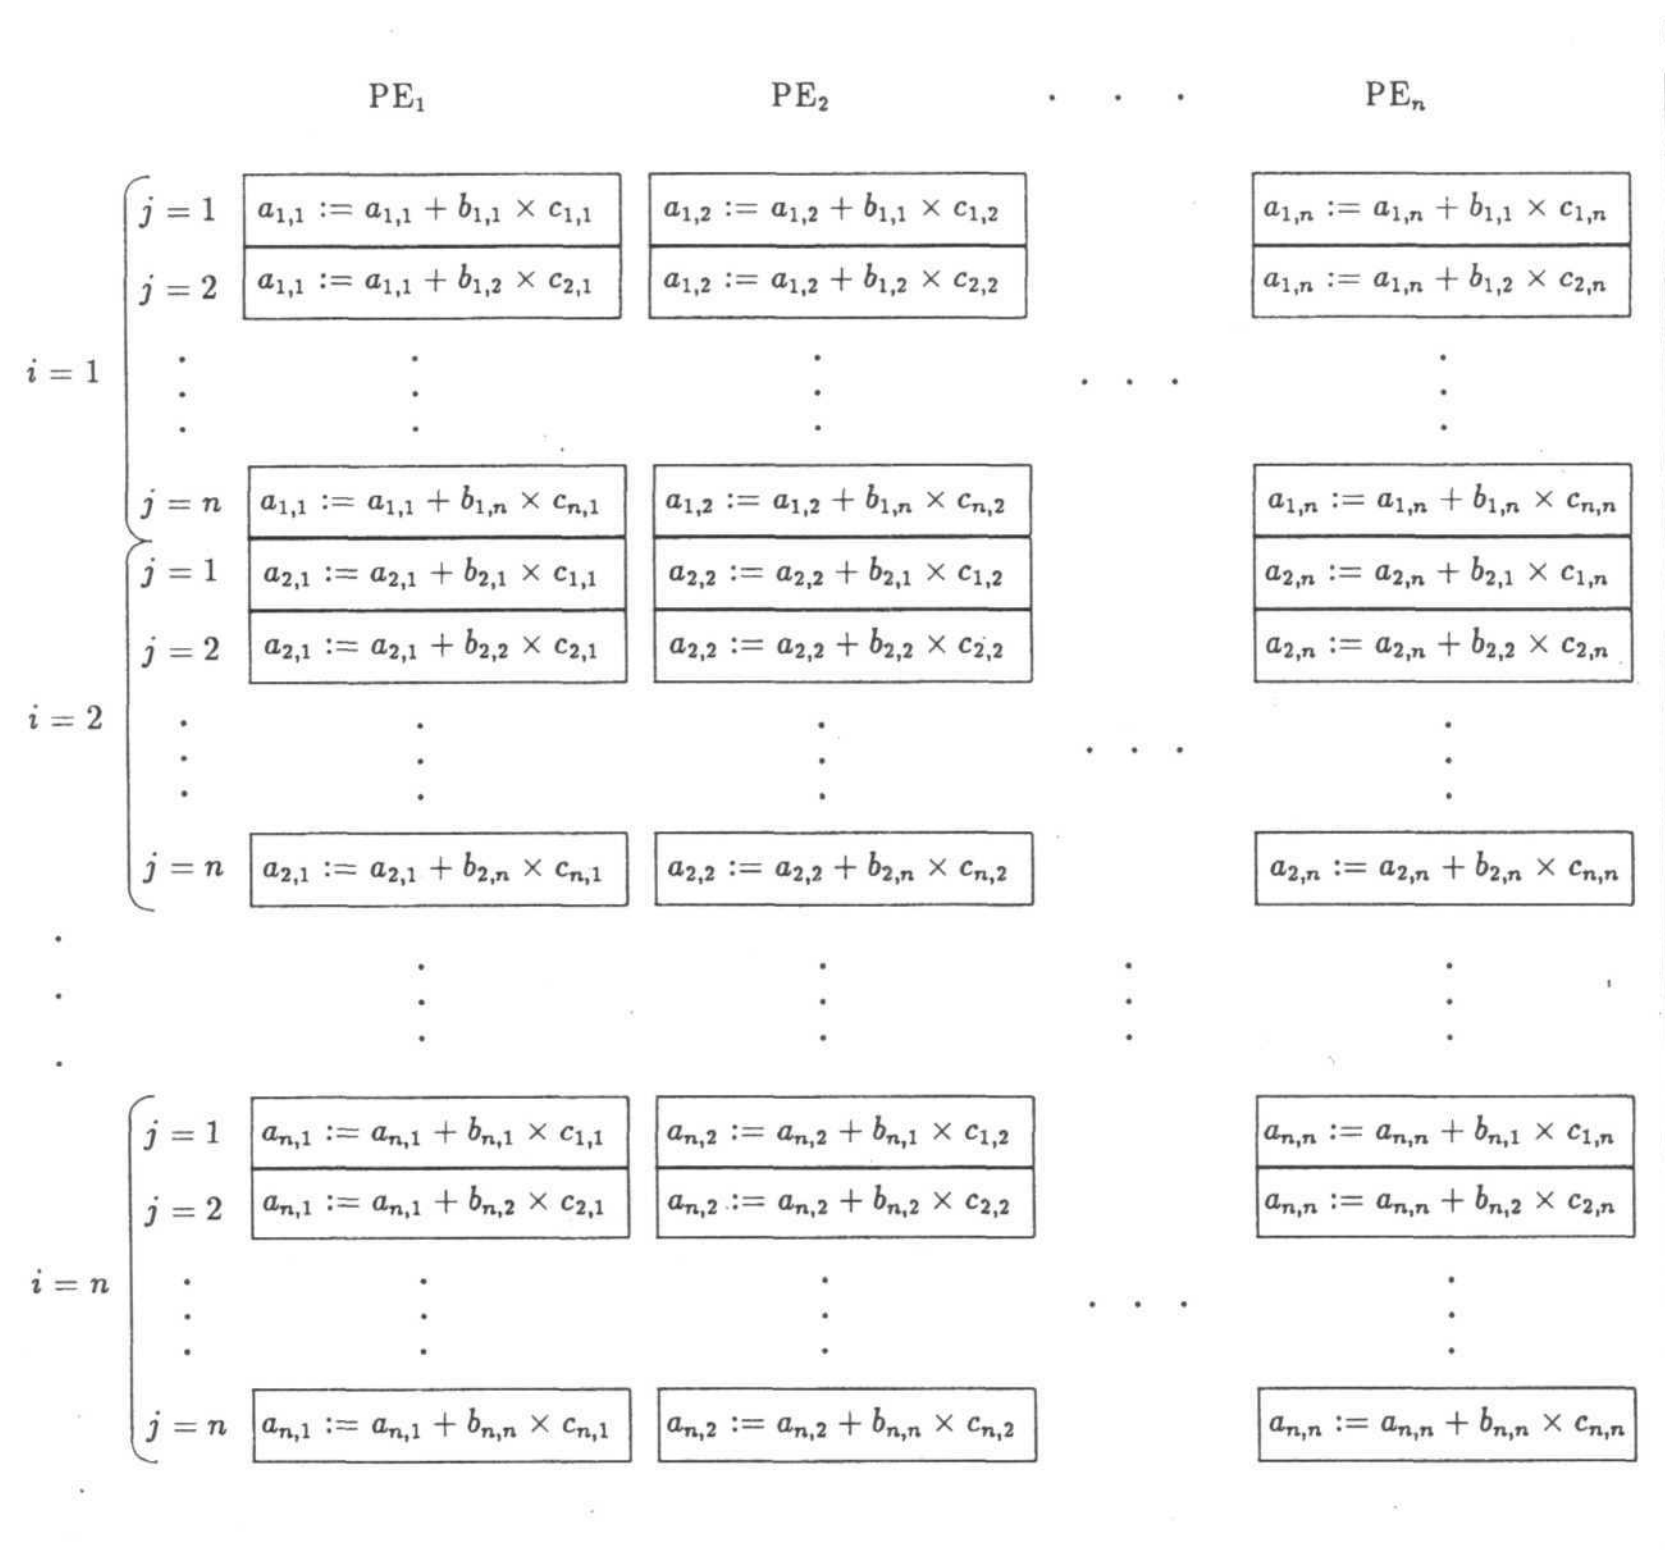 PE₁ PE₂ · · · PEₙ
j = 1 a₁,₁ := a₁,₁ + b₁,₁ × c₁,₁ a₁,₂ := a₁,₂ + b₁,₁ × c₁,₂ a₁,ₙ := a₁,ₙ + b₁,₁ × c₁,ₙ
j = 2 a₁,₁ := a₁,₁ + b₁,₂ × c₂,₁ a₁,₂ := a₁,₂ + b₁,₂ × c₂,₂ a₁,ₙ := a₁,ₙ + b₁,₂ × c₂,ₙ
i = 1 · · ·
j = n a₁,₁ := a₁,₁ + b₁,ₙ × cₙ,₁ a₁,₂ := a₁,₂ + b₁,ₙ × cₙ,₂ a₁,ₙ := a₁,ₙ + b₁,ₙ × cₙ,ₙ
j = 1 a₂,₁ := a₂,₁ + b₂,₁ × c₁,₁ a₂,₂ := a₂,₂ + b₂,₁ × c₁,₂ a₂,ₙ := a₂,ₙ + b₂,₁ × c₁,ₙ
j = 2 a₂,₁ := a₂,₁ + b₂,₂ × c₂,₁ a₂,₂ := a₂,₂ + b₂,₂ × c₂,₂ a₂,ₙ := a₂,ₙ + b₂,₂ × c₂,ₙ
i = 2 · · ·
j = n a₂,₁ := a₂,₁ + b₂,ₙ × cₙ,₁ a₂,₂ := a₂,₂ + b₂,ₙ × cₙ,₂ a₂,ₙ := a₂,ₙ + b₂,ₙ × cₙ,ₙ
j = 1 aₙ,₁ := aₙ,₁ + bₙ,₁ × c₁,₁ aₙ,₂ := aₙ,₂ + bₙ,₁ × c₁,₂ aₙ,ₙ := aₙ,ₙ + bₙ,₁ × c₁,ₙ
j = 2 aₙ,₁ := aₙ,₁ + bₙ,₂ × c₂,₁ aₙ,₂ := aₙ,₂ + bₙ,₂ × c₂,₂ aₙ,ₙ := aₙ,ₙ + bₙ,₂ × c₂,ₙ
i = n · · ·
j = n aₙ,₁ := aₙ,₁ + bₙ,ₙ × cₙ,₁ aₙ,₂ := aₙ,₂ + bₙ,ₙ × cₙ,₂ aₙ,ₙ := aₙ,ₙ + bₙ,ₙ × cₙ,ₙ